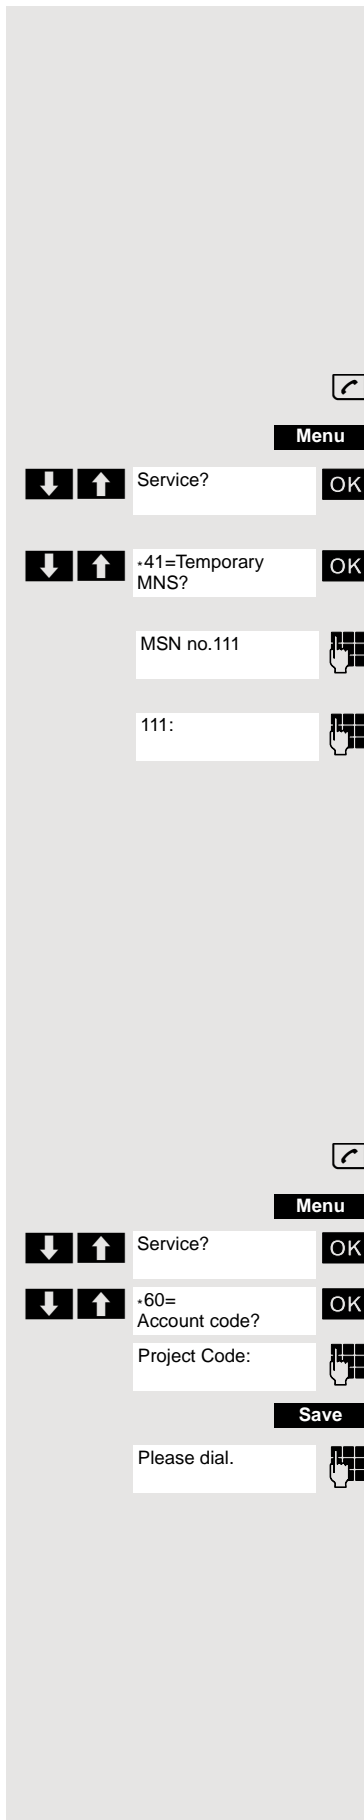 Menu
Service? OK
*41=Temporary OK
MNS?
MSN no.111
111:
Menu
Service? OK
*60= OK
Account code?
Project Code:
Save
Please dial.